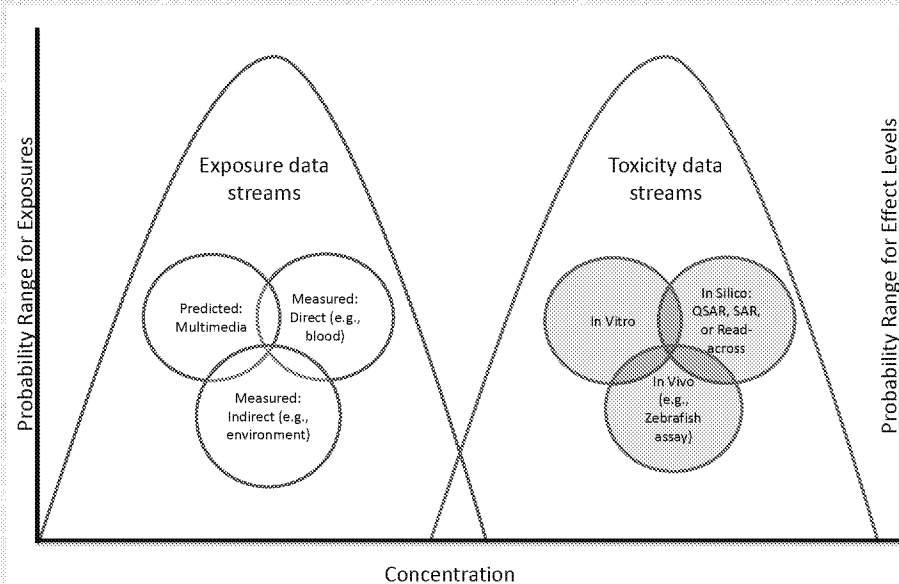 Probability Range for Exposures
Exposure data
streams
Predicted:
Multimedia
Measured:
Direct (e.g.,
blood)
Measured:
Indirect (e.g.,
environment)
Toxicity data
streams
In Vitro
In Silico:
QSAR, SAR,
or Read-
across
In Vivo
(e.g.,
Zebrafish
assay)
Probability Range for Effect Levels
Concentration